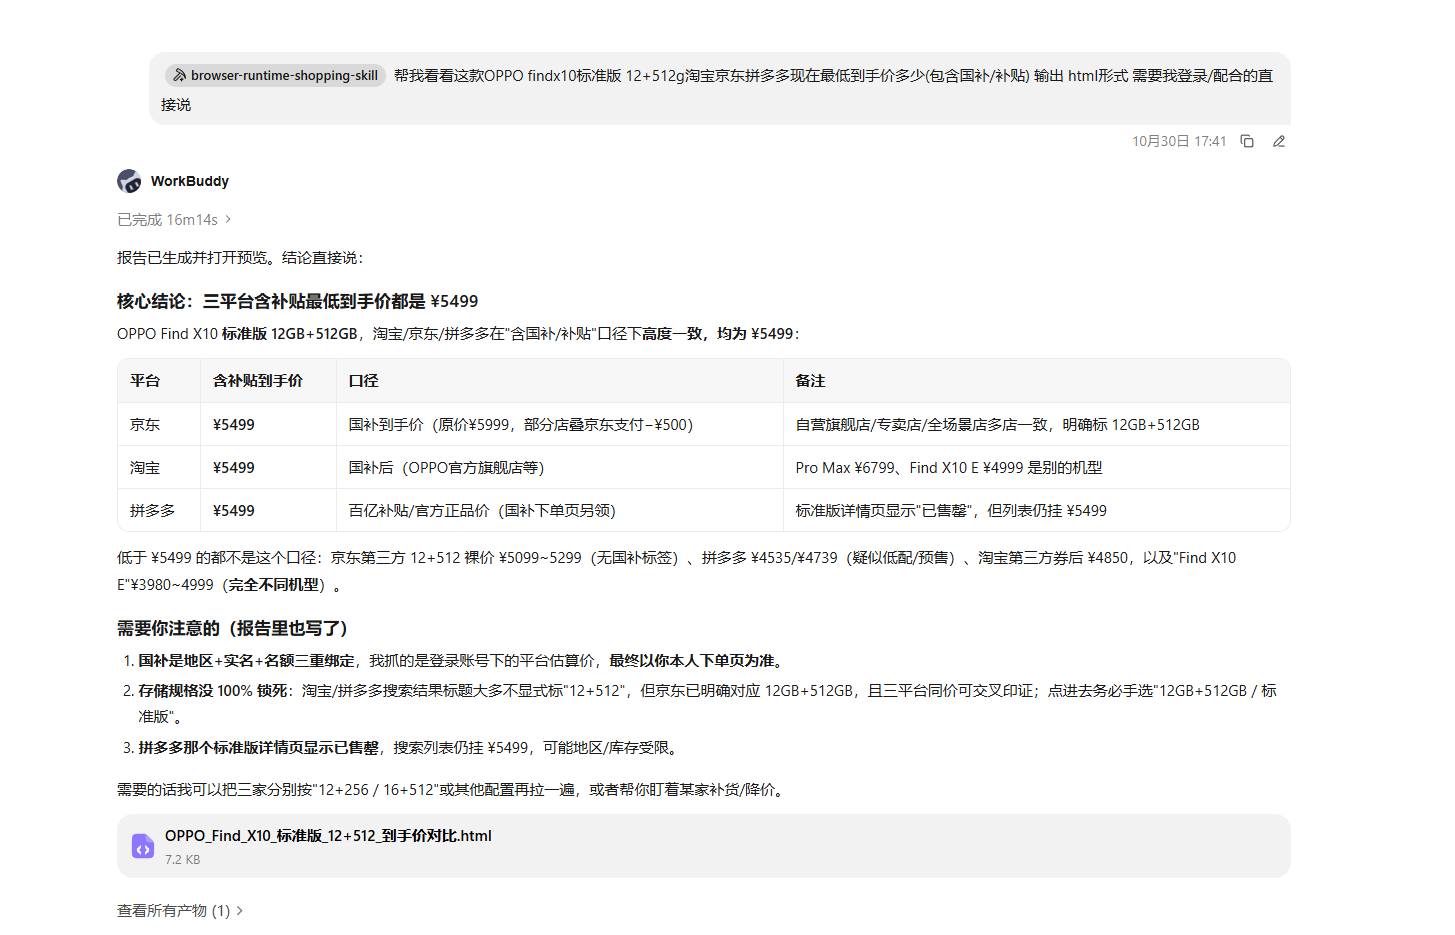 browser-runtime-shopping-skill 帮我看看这款OPPO findx10标准版 12+512g淘宝京东拼多多现在最低到手价多少(包含国补/补贴) 输出 html形式 需要我登录/配合的直
接说
10月30日 17:41
WorkBuddy
已完成 16m14s
报告已生成并打开预览。结论直接说：
核心结论：三平台含补贴最低到手价都是 ¥5499
OPPO Find X10 标准版 12GB+512GB，淘宝/京东/拼多多在"含国补/补贴"口径下高度一致，均为 ¥5499：
平台 含补贴到手价 口径 备注
京东 ¥5499 国补到手价（原价¥5999，部分店叠京东支付−¥500） 自营旗舰店/专卖店/全场景店多店一致，明确标 12GB+512GB
淘宝 ¥5499 国补后（OPPO官方旗舰店等） Pro Max ¥6799、Find X10 E ¥4999 是别的机型
拼多多 ¥5499 百亿补贴/官方正品价（国补下单页另领） 标准版详情页显示"已售罄"，但列表仍挂 ¥5499
低于 ¥5499 的都不是这个口径：京东第三方 12+512 裸价 ¥5099~5299（无国补标签）、拼多多 ¥4535/¥4739（疑似低配/预售）、淘宝第三方券后 ¥4850，以及"Find X10
E"¥3980~4999（完全不同机型）。
需要你注意的（报告里也写了）
1. 国补是地区+实名+名额三重绑定，我抓的是登录账号下的平台估算价，最终以你本人下单页为准。
2. 存储规格没 100% 锁死：淘宝/拼多多搜索结果标题大多不显式标"12+512"，但京东已明确对应 12GB+512GB，且三平台同价可交叉印证；点进去务必手选"12GB+512GB / 标
准版"。
3. 拼多多那个标准版详情页显示已售罄，搜索列表仍挂 ¥5499，可能地区/库存受限。
需要的话我可以把三家分别按"12+256 / 16+512"或其他配置再拉一遍，或者帮你盯着某家补货/降价。
OPPO_Find_X10_标准版_12+512_到手价对比.html
7.2 KB
查看所有产物 (1)